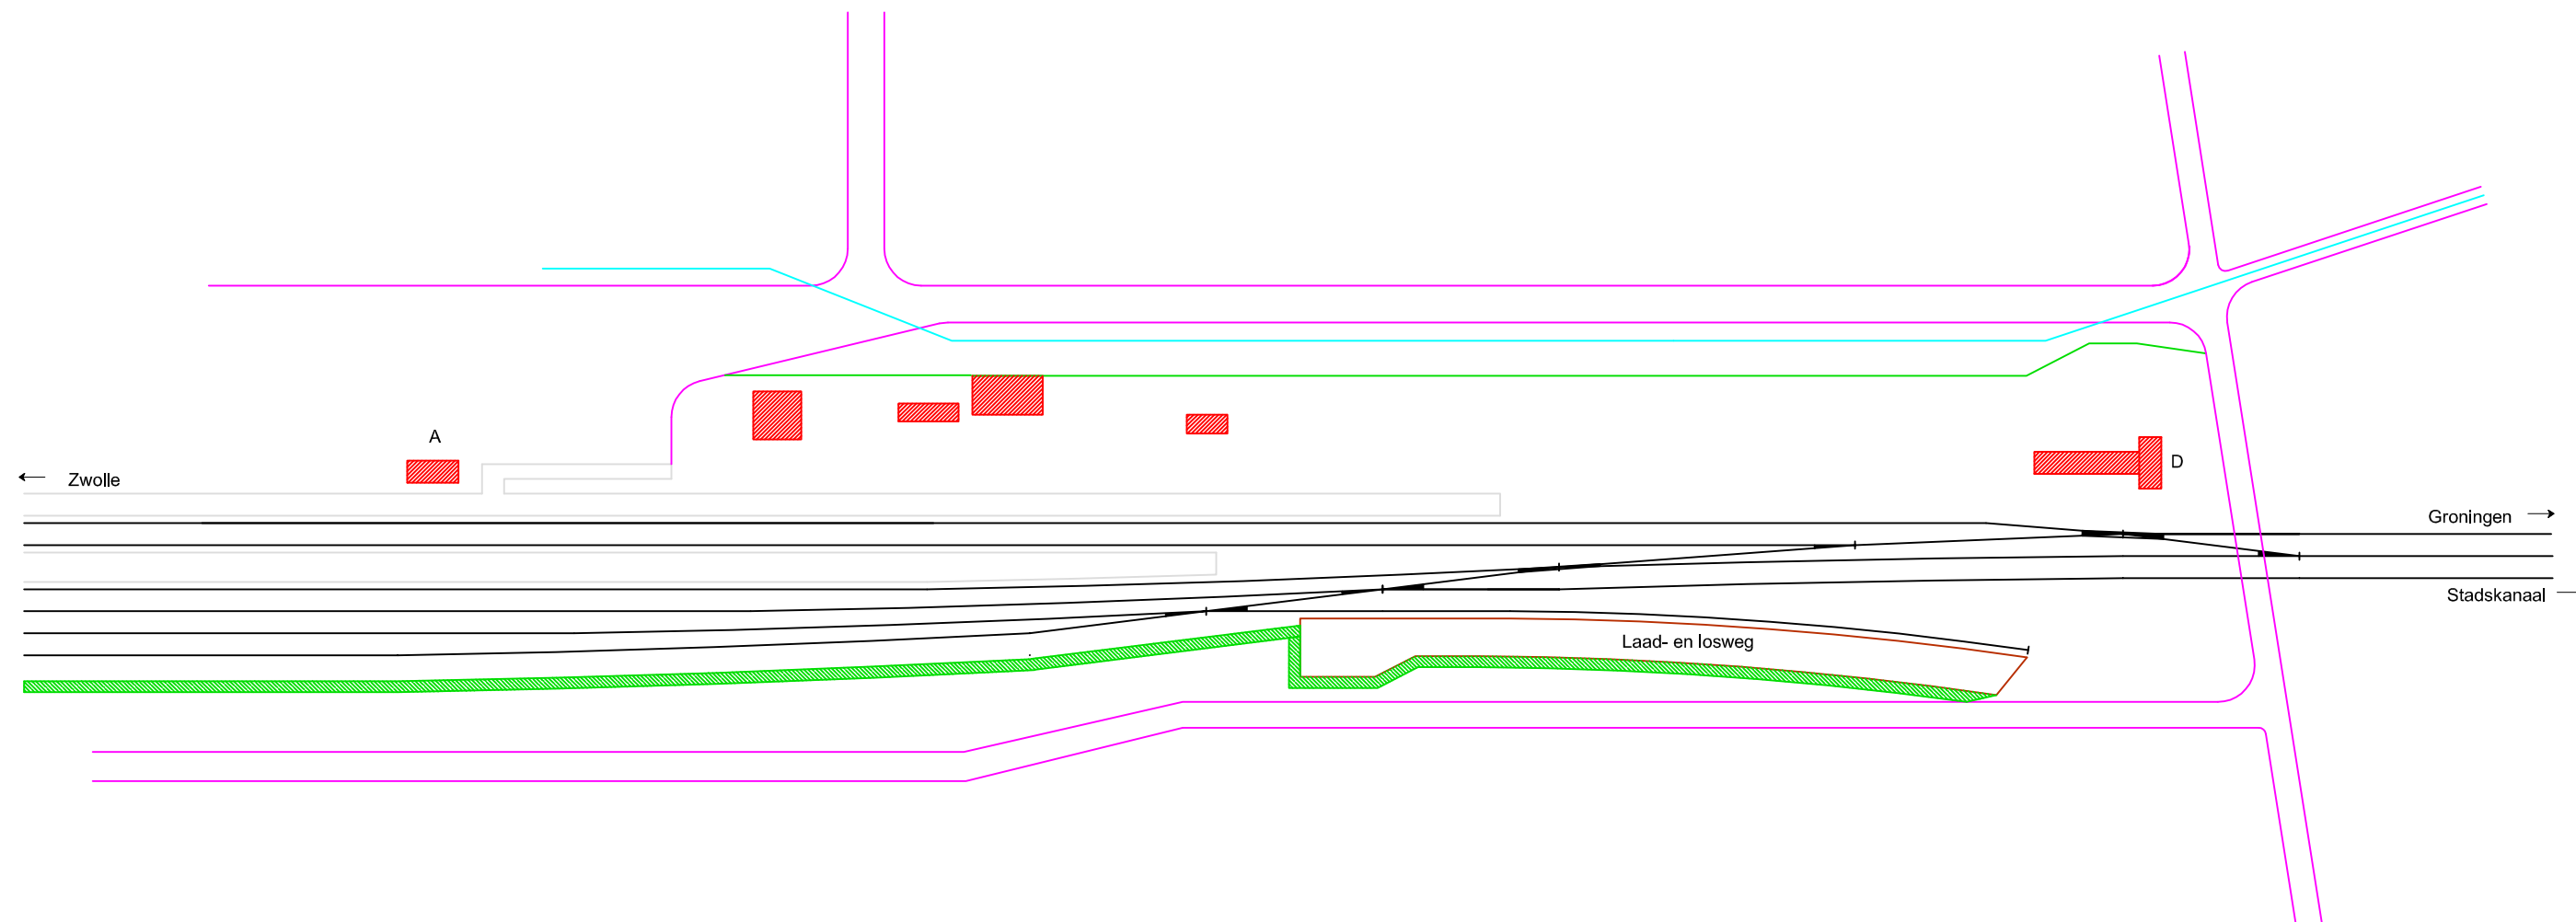 A
D
Zwolle
Groningen
Stadskanaal
Laad- en losweg